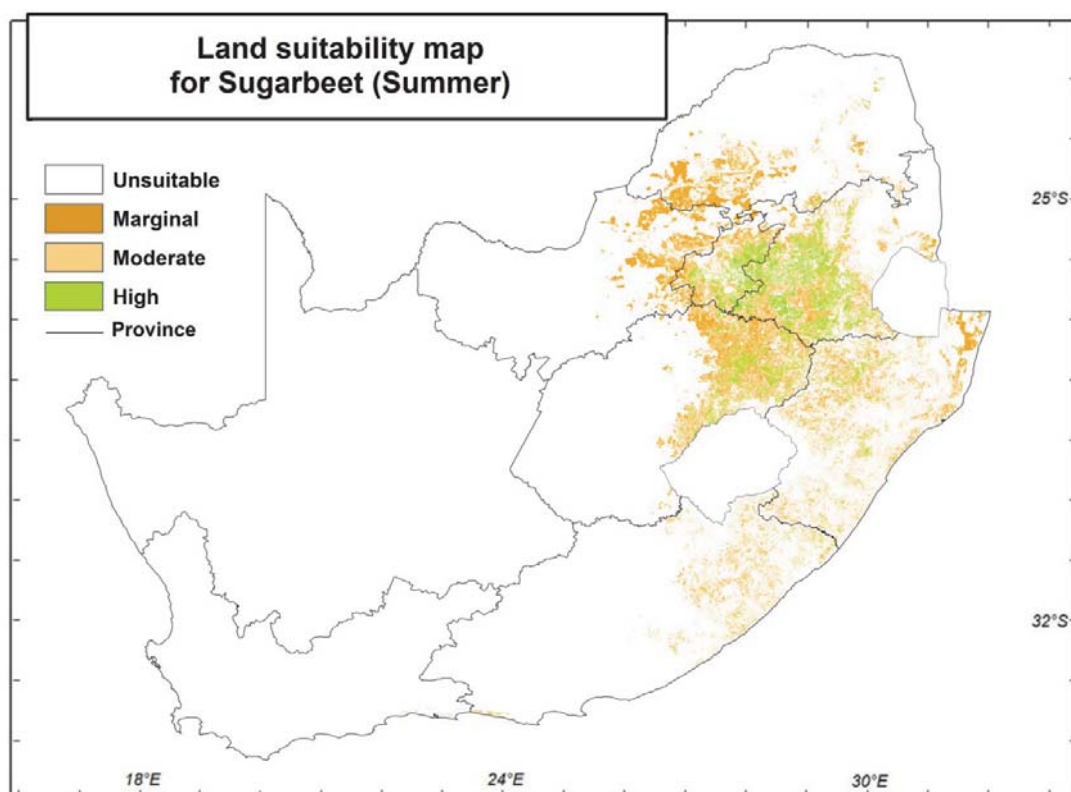 Land suitability map
for Sugarbeet (Summer)
Unsuitable
Marginal
Moderate
High
Province
25°S
32°S
18°E
24°E
30°E